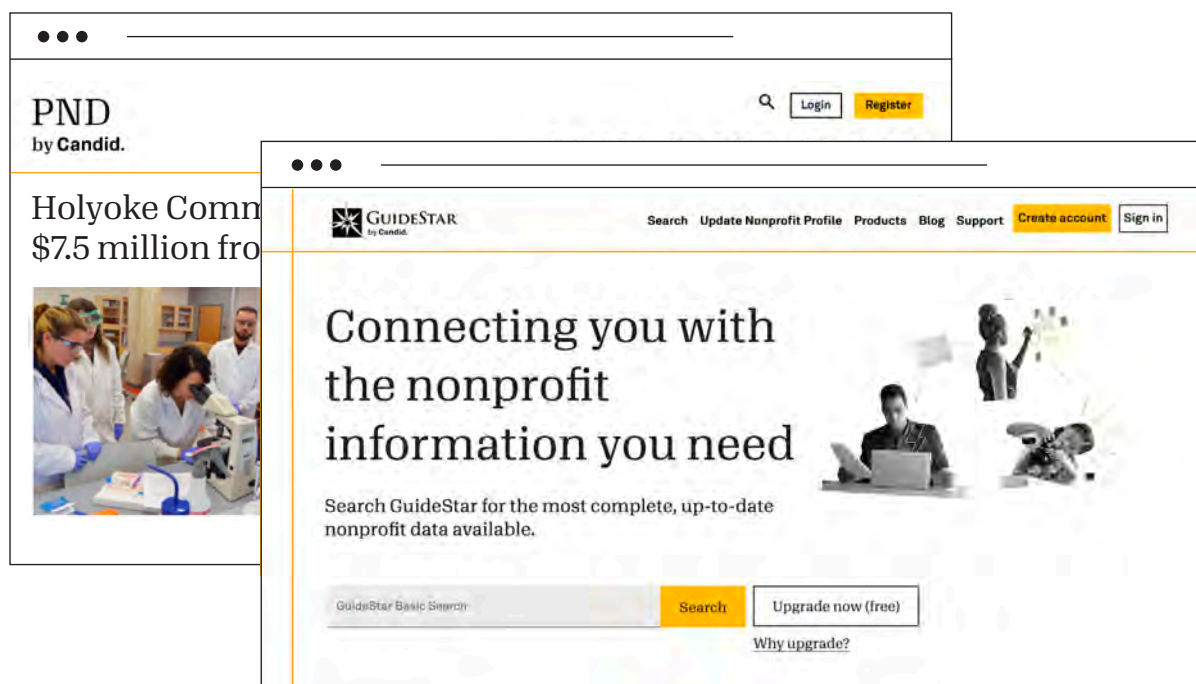 PND
by Candid.
Login
Register
Holyoke Comm
$7.5 million fro
GUIDESTAR
by Candid.
Search Update Nonprofit Profile Products Blog Support Create account Sign in
Connecting you with
the nonprofit
information you need
Search GuideStar for the most complete, up-to-date
nonprofit data available.
GuideStar Basic Search
Search
Upgrade now (free)
Why upgrade?